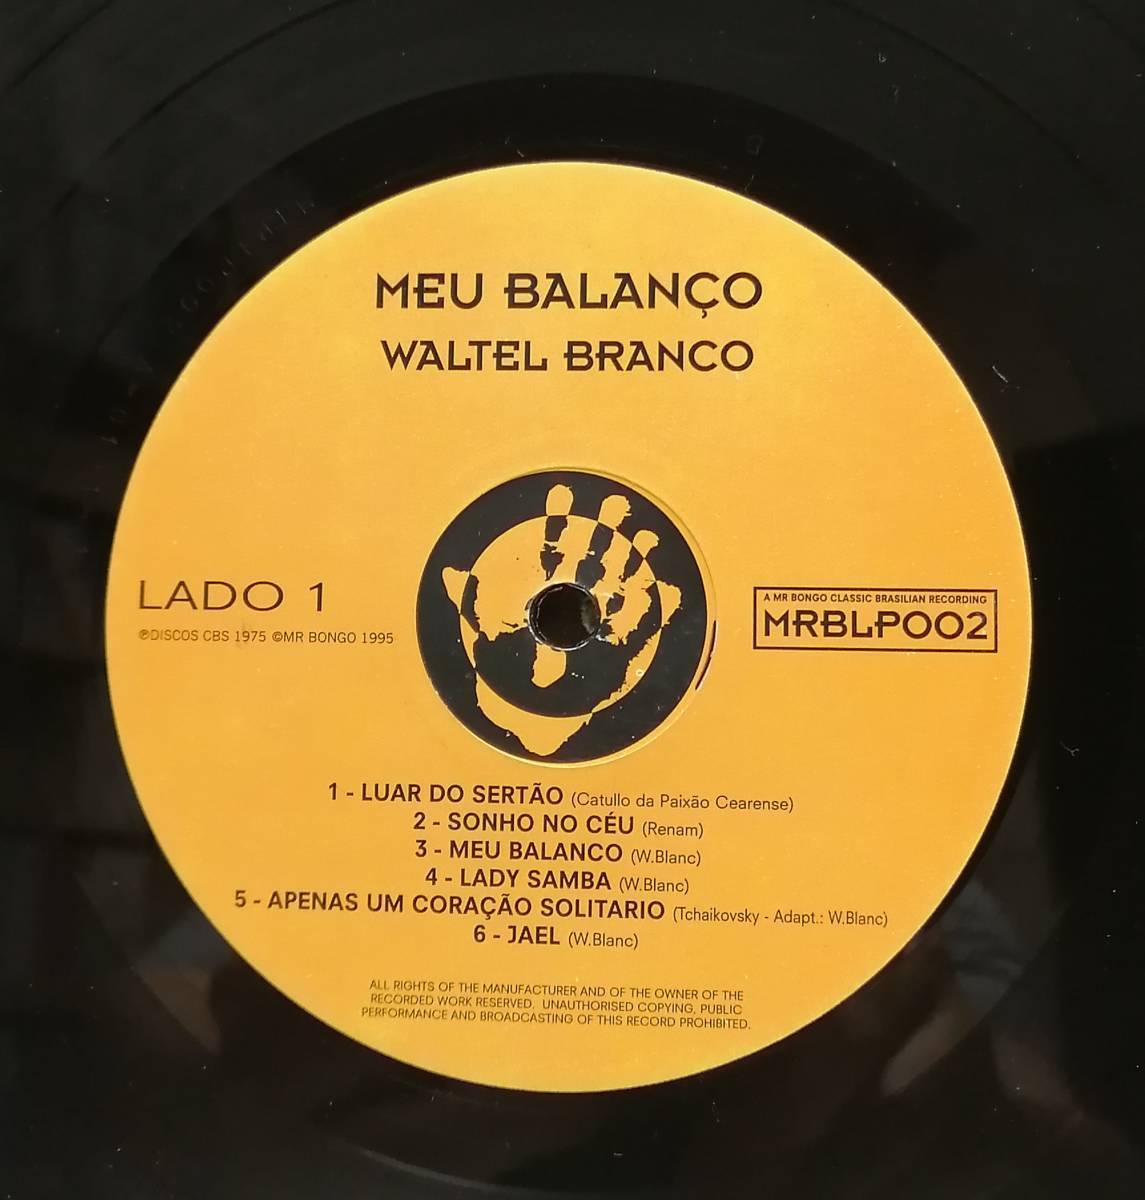 MEU BALANÇO
WALTEL BRANCO
LADO 1
℗DISCOS CBS 1975 ©MR BONGO 1995
A MR BONGO CLASSIC BRASILIAN RECORDING
MRBLP002
1 - LUAR DO SERTÃO (Catullo da Paixão Cearense)
2 - SONHO NO CÉU (Renam)
3 - MEU BALANCO (W.Blanc)
4 - LADY SAMBA (W.Blanc)
5 - APENAS UM CORAÇÃO SOLITARIO (Tchaikovsky - Adapt.: W.Blanc)
6 - JAEL (W.Blanc)
ALL RIGHTS OF THE MANUFACTURER AND OF THE OWNER OF THE
RECORDED WORK RESERVED. UNAUTHORISED COPYING, PUBLIC
PERFORMANCE AND BROADCASTING OF THIS RECORD PROHIBITED.